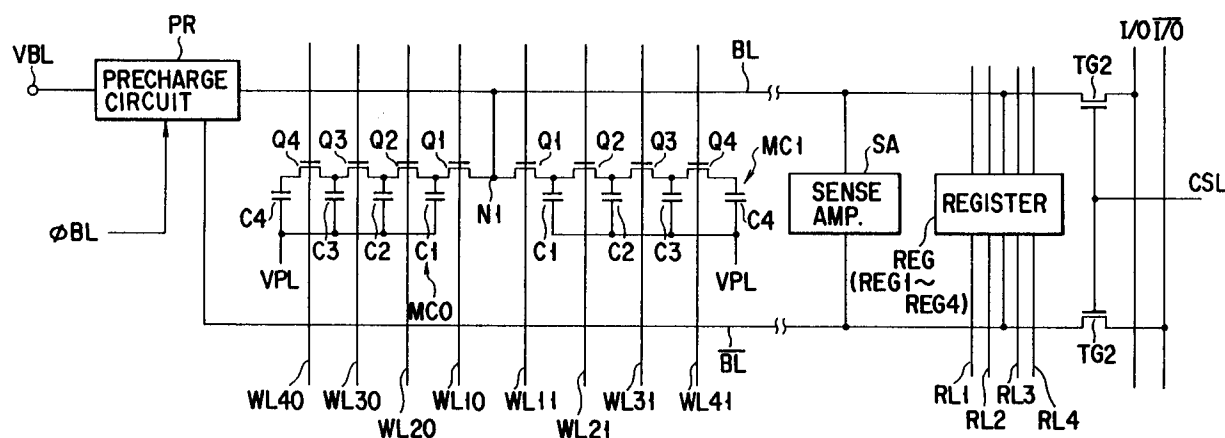 PR
VBL
PRECHARGE
CIRCUIT
BL
I/O I/O
TG2
Q4 Q3 Q2 Q1 Q1 Q2 Q3 Q4
MC1
SA
SENSE
AMP.
REGISTER
CSL
C4 C3 C2 C1 N1 C1 C2 C3 C4
φBL
VPL VPL
MC0
REG
(REG1~
REG4)
BL
TG2
WL40 WL30 WL20 WL10 WL11 WL21 WL31 WL41
RL1 RL2 RL3 RL4